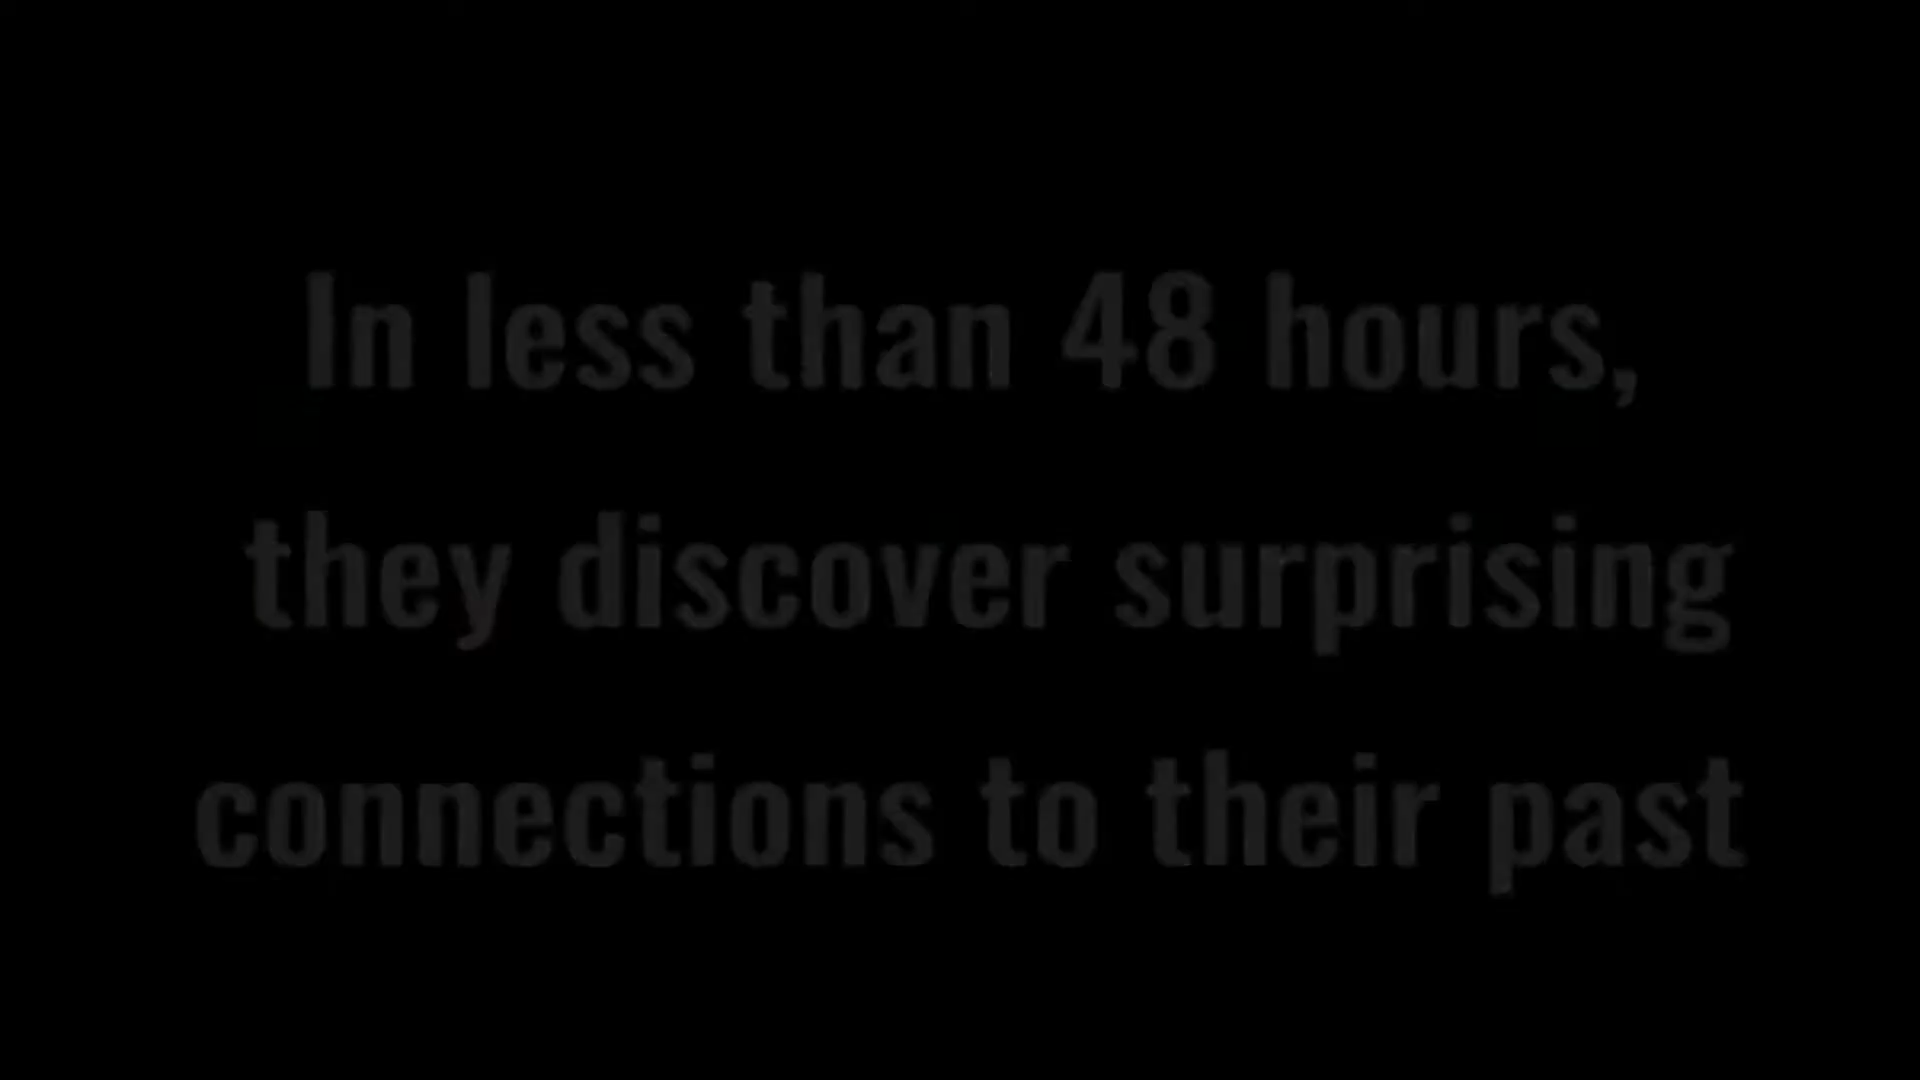 In less than 48 hours,
they discover surprising
connections to their past